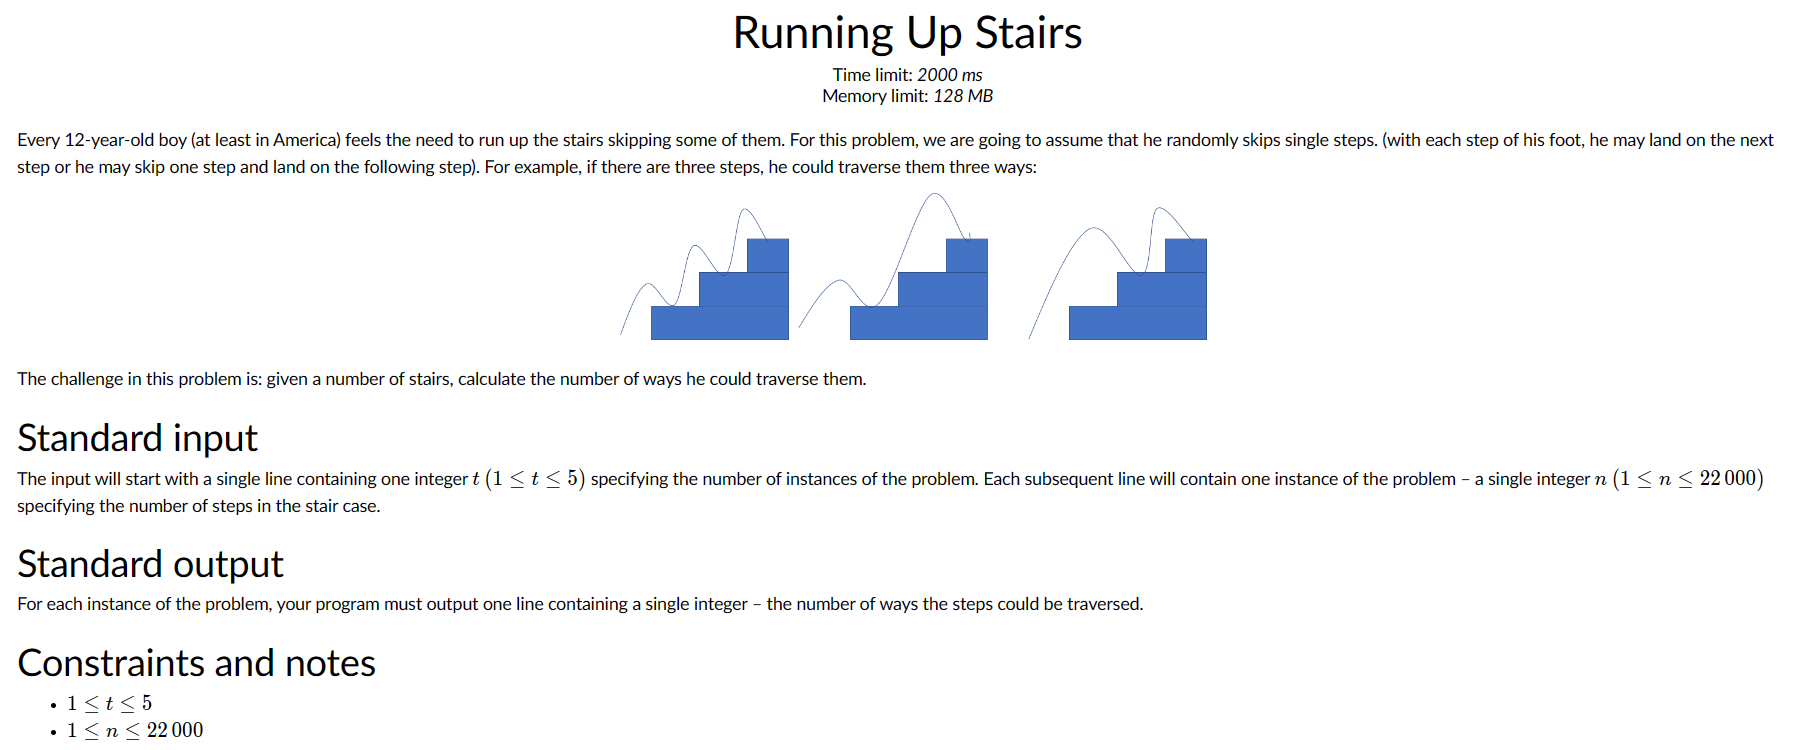 Running Up Stairs
Time limit: 2000 ms
Memory limit: 128 MB
Every 12-year-old boy (at least in America) feels the need to run up the stairs skipping some of them. For this problem, we are going to assume that he randomly skips single steps. (with each step of his foot, he may land on the next
step or he may skip one step and land on the following step). For example, if there are three steps, he could traverse them three ways:
The challenge in this problem is: given a number of stairs, calculate the number of ways he could traverse them.
Standard input
The input will start with a single line containing one integer t (1 ≤ t ≤ 5) specifying the number of instances of the problem. Each subsequent line will contain one instance of the problem – a single integer n (1 ≤ n ≤ 22 000)
specifying the number of steps in the stair case.
Standard output
For each instance of the problem, your program must output one line containing a single integer – the number of ways the steps could be traversed.
Constraints and notes
• 1 ≤ t ≤ 5
• 1 ≤ n ≤ 22 000